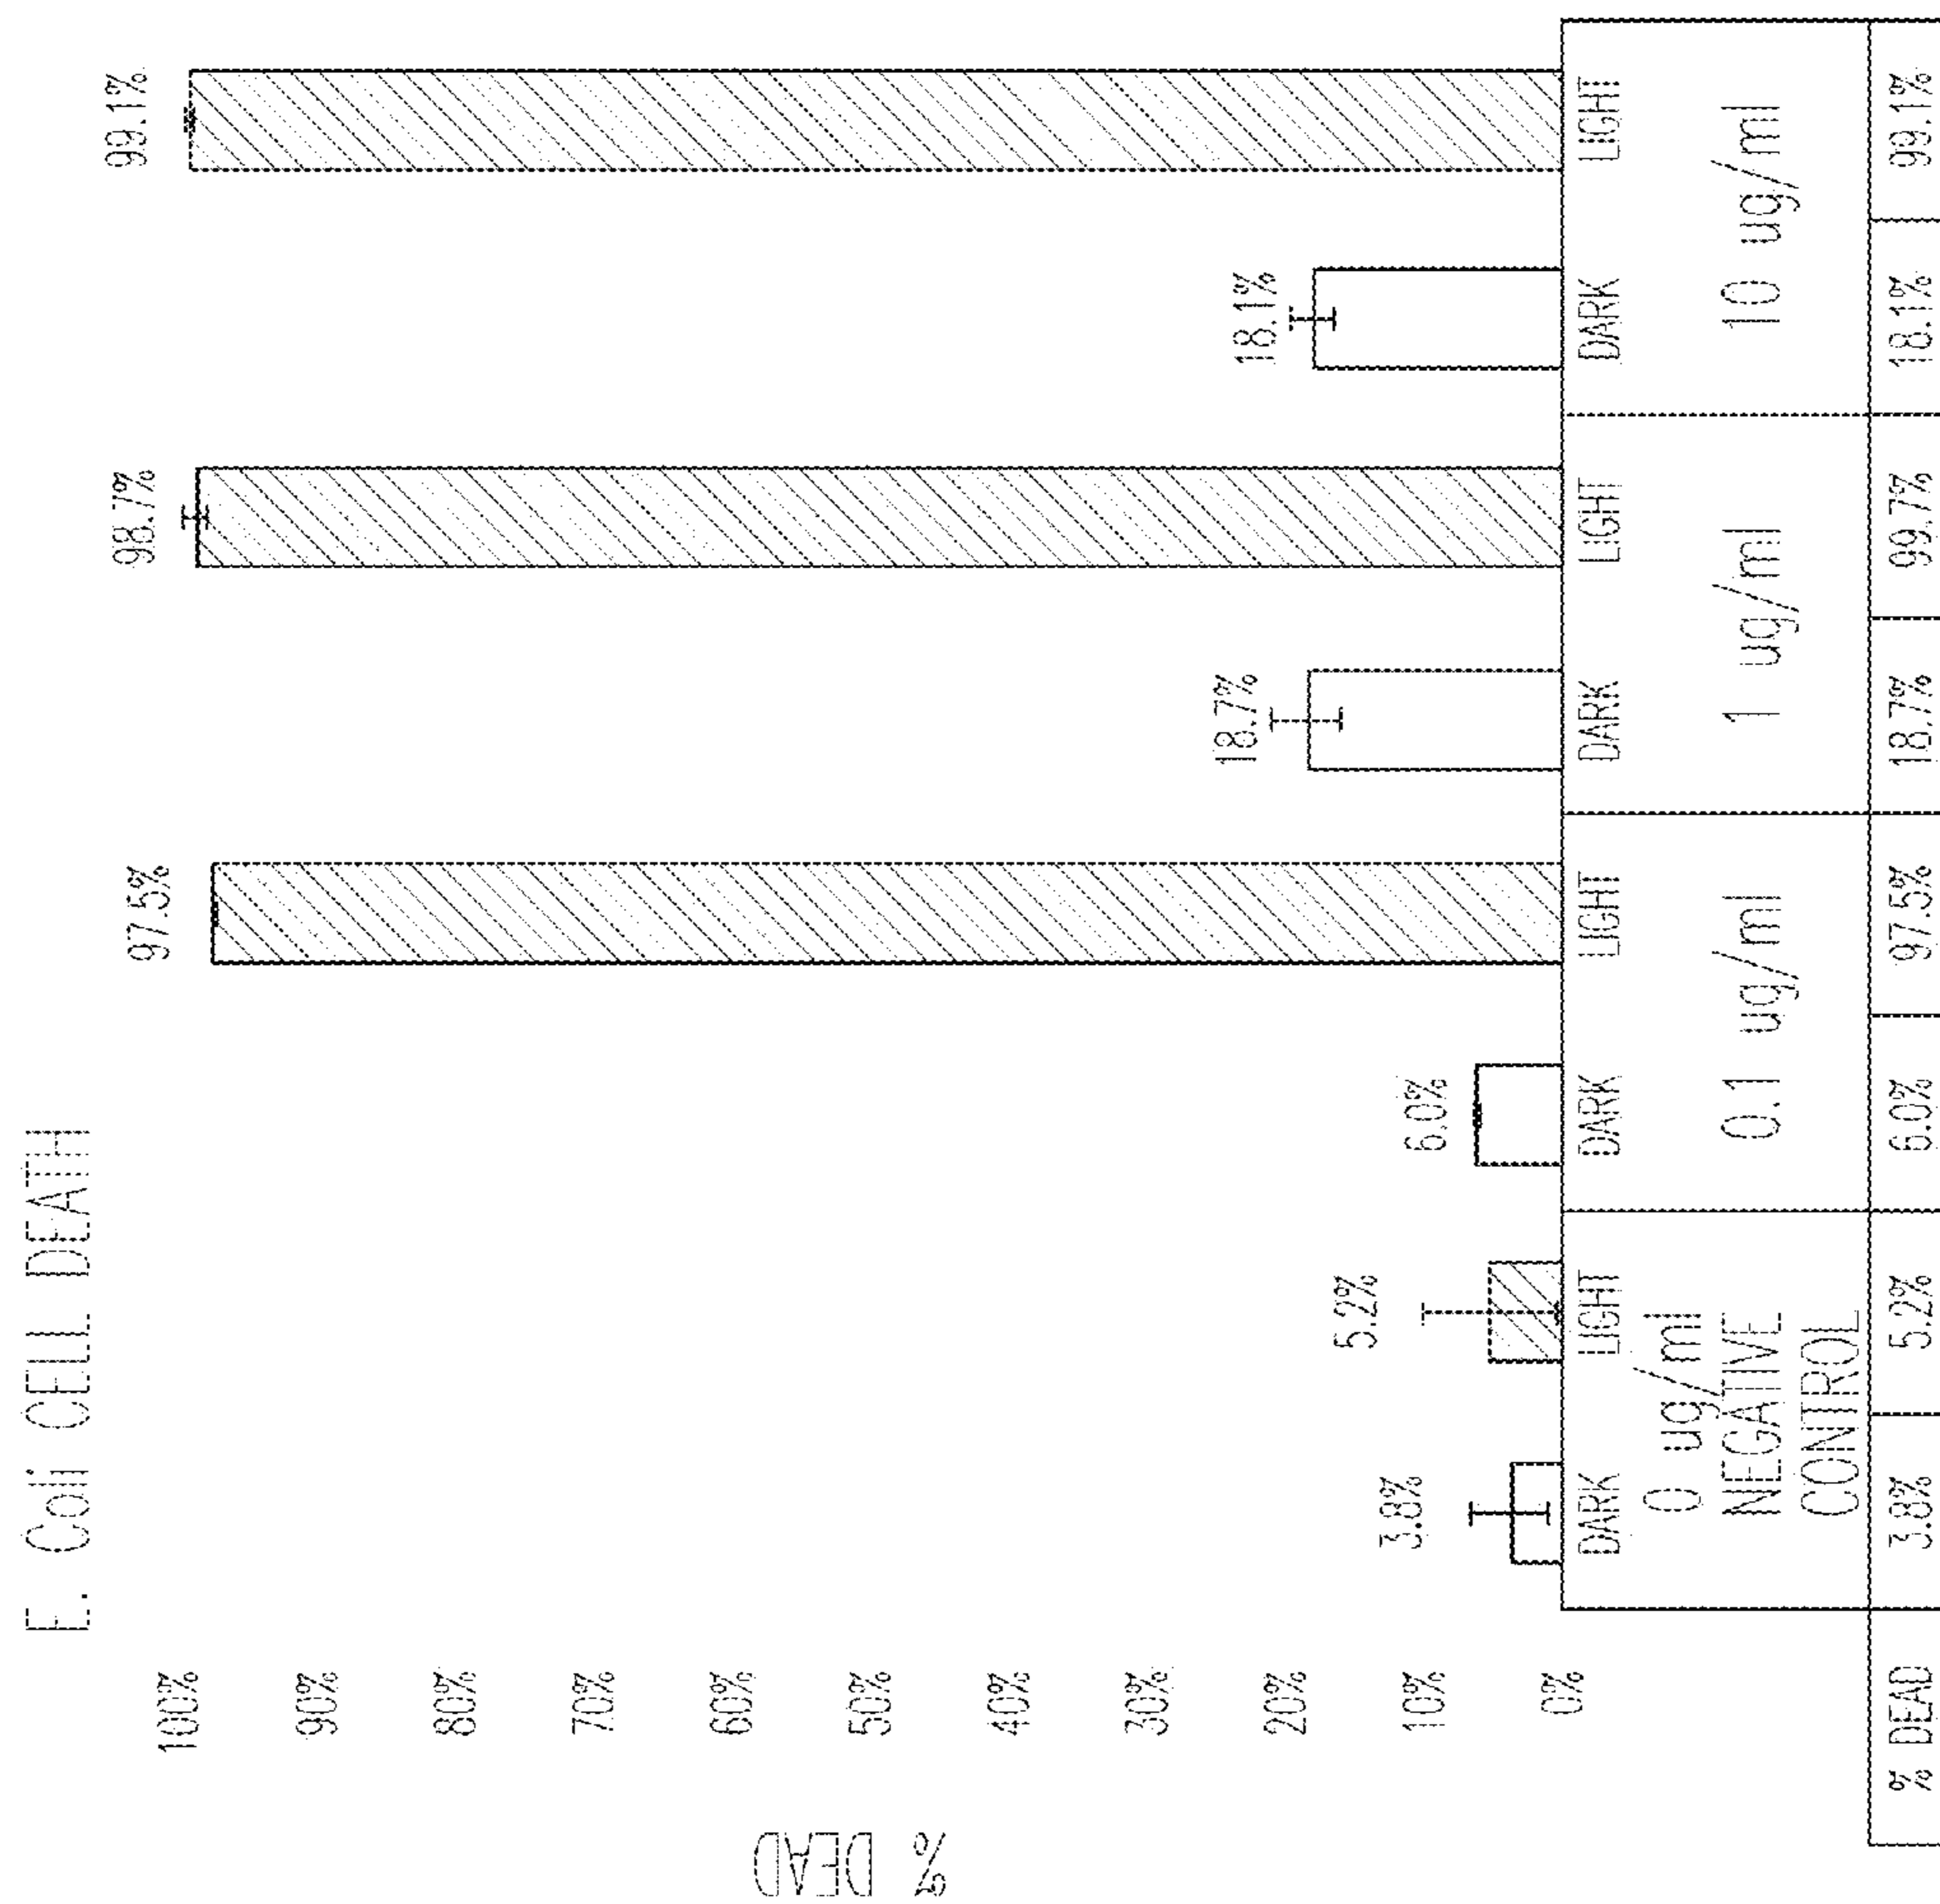 E. Coli CELL DEATH
% DEAD
100%
90%
80%
70%
60%
50%
40%
30%
20%
10%
0%
3.8%
5.2%
6.0%
97.5%
18.7%
98.7%
18.1%
99.1%
DARK LIGHT DARK LIGHT DARK LIGHT DARK LIGHT
0 ug/ml
NEGATIVE
CONTROL
0.1 ug/ml
1 ug/ml
10 ug/ml
% DEAD 3.8% 5.2% 6.0% 97.5% 18.7% 99.7% 18.1% 99.1%